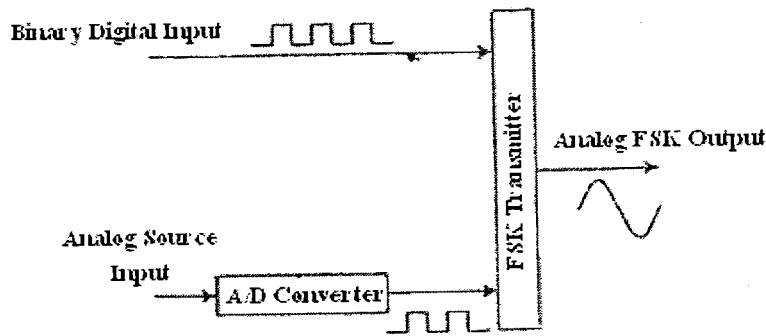 Binary Digital Input
FSK Transmitter
Analog FSK Output
Analog Source
Input
A/D Converter